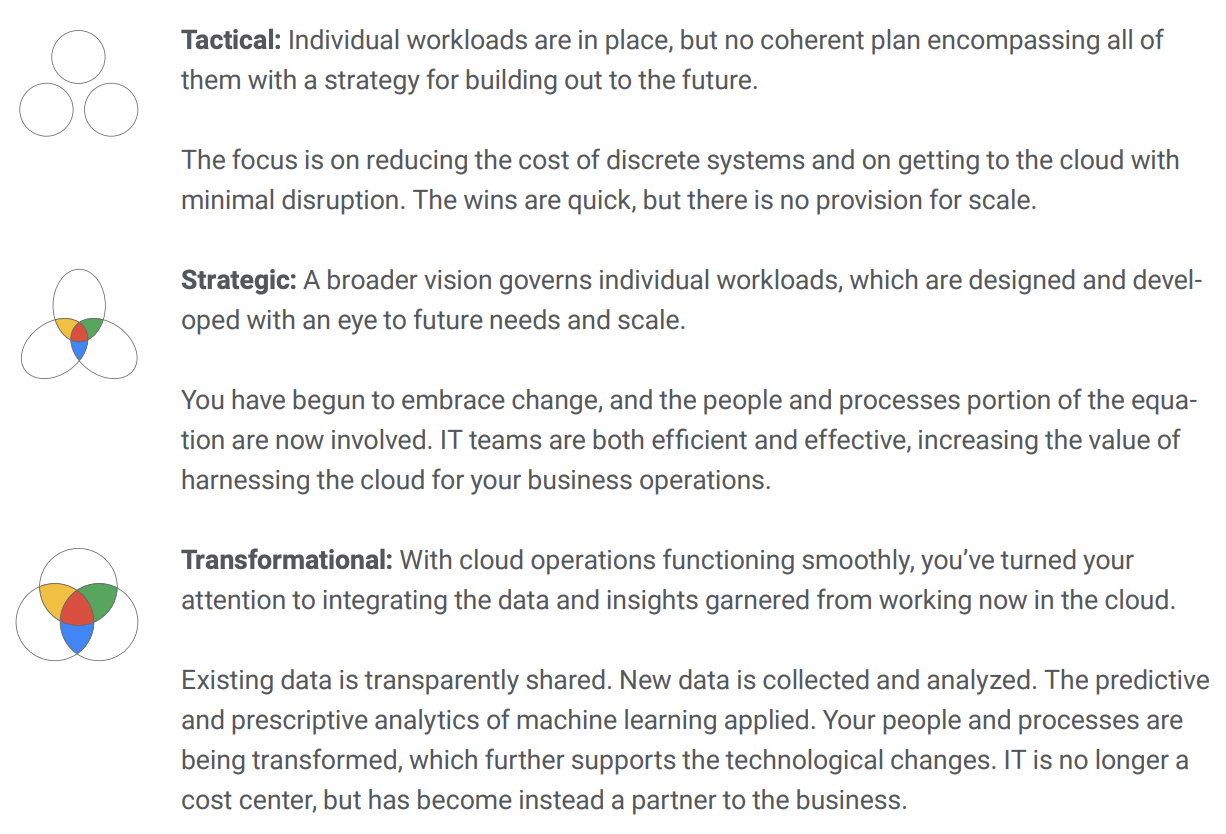 Tactical: Individual workloads are in place, but no coherent plan encompassing all of
them with a strategy for building out to the future.
The focus is on reducing the cost of discrete systems and on getting to the cloud with
minimal disruption. The wins are quick, but there is no provision for scale.
Strategic: A broader vision governs individual workloads, which are designed and devel-
oped with an eye to future needs and scale.
You have begun to embrace change, and the people and processes portion of the equa-
tion are now involved. IT teams are both efficient and effective, increasing the value of
harnessing the cloud for your business operations.
Transformational: With cloud operations functioning smoothly, you’ve turned your
attention to integrating the data and insights garnered from working now in the cloud.
Existing data is transparently shared. New data is collected and analyzed. The predictive
and prescriptive analytics of machine learning applied. Your people and processes are
being transformed, which further supports the technological changes. IT is no longer a
cost center, but has become instead a partner to the business.